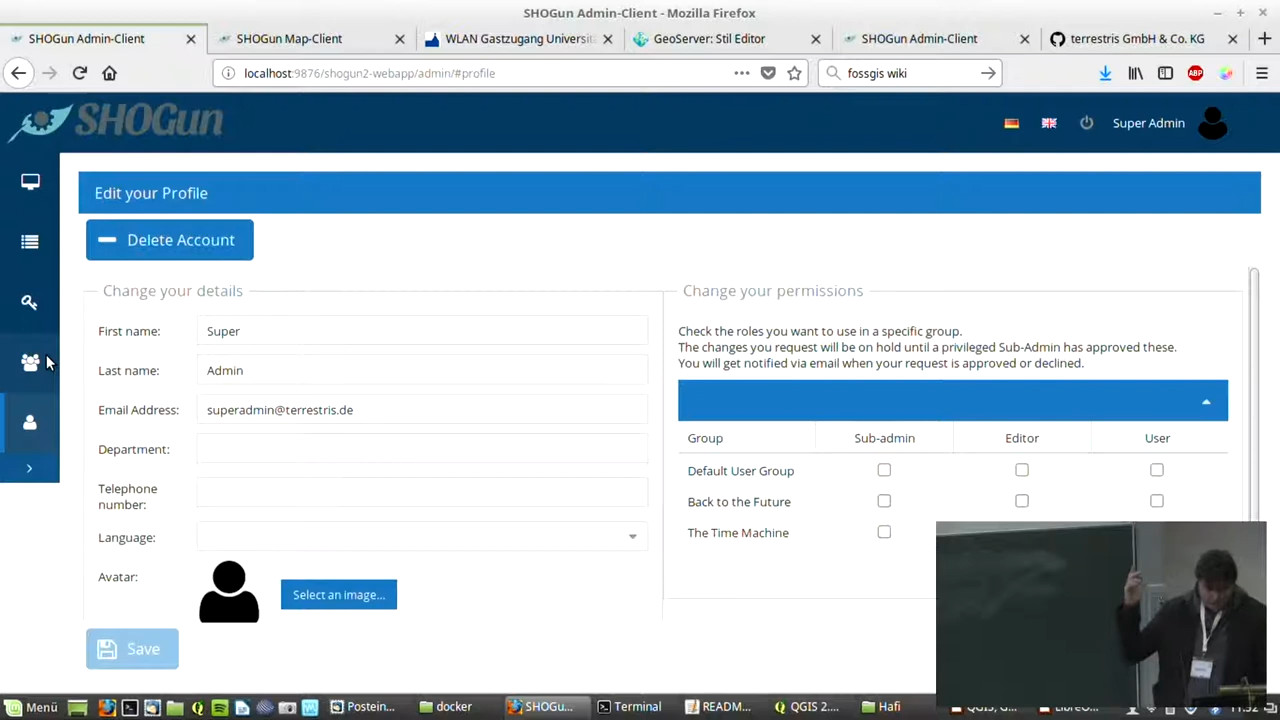 SHOGun Admin-Client - Mozilla Firefox
SHOGun Admin-Client
SHOGun Map-Client
WLAN Gastzugang Universit
GeoServer: Stil Editor
SHOGun Admin-Client
terrestris GmbH & Co. KG
localhost:9876/shogun2-webapp/admin/#profile
fossgis wiki
ABP
SHOGun
Super Admin
Edit your Profile
Delete Account
Change your details
Change your permissions
First name:
Super
Check the roles you want to use in a specific group.
The changes you request will be on hold until a privileged Sub-Admin has approved these.
You will get notified via email when your request is approved or declined.
Last name:
Admin
Email Address:
superadmin@terrestris.de
Department:
Telephone
number:
Language:
Avatar:
Select an image...
Save
Group
Sub-admin
Editor
User
Default User Group
Back to the Future
The Time Machine
Menü
Postein...
docker
SHOGu...
Terminal
READM...
QGIS 2....
Hafi